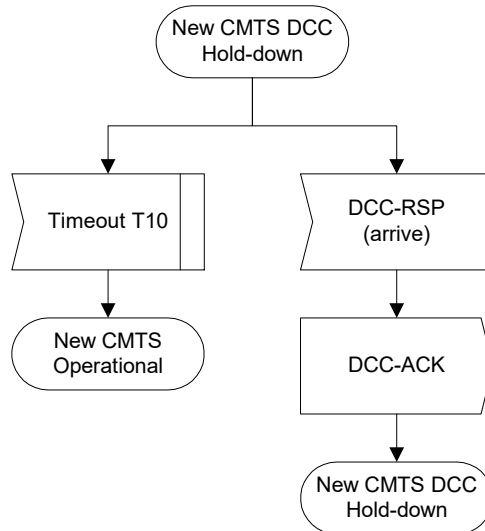 New CMTS DCC
Hold-down
Timeout T10
DCC-RSP
(arrive)
New CMTS
Operational
DCC-ACK
New CMTS DCC
Hold-down